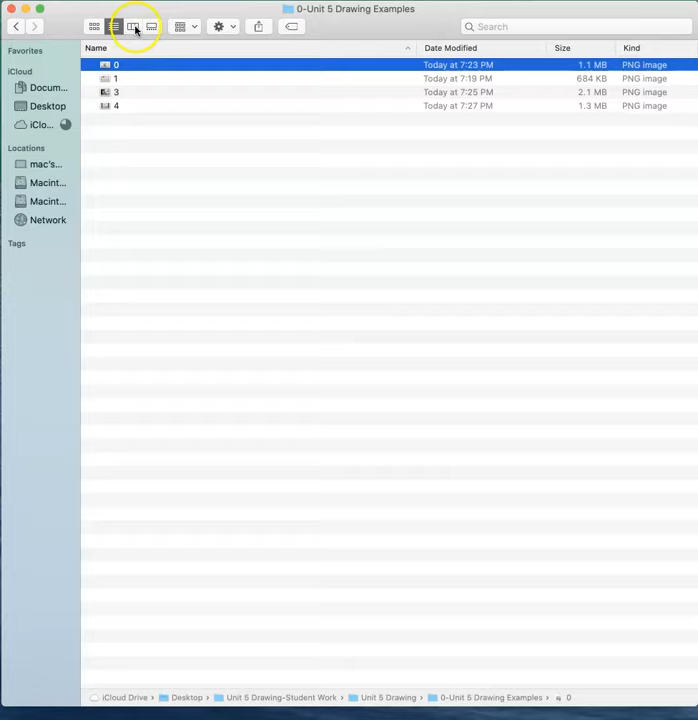 0-Unit 5 Drawing Examples
Search
Favorites
iCloud
Docum...
Desktop
iClo...
Locations
mac's...
Macint...
Macint...
Network
Tags
Name Date Modified Size Kind
0 Today at 7:23 PM 1.1 MB PNG image
1 Today at 7:19 PM 684 KB PNG image
3 Today at 7:25 PM 2.1 MB PNG image
4 Today at 7:27 PM 1.3 MB PNG image
iCloud Drive › Desktop › Unit 5 Drawing-Student Work › Unit 5 Drawing › 0-Unit 5 Drawing Examples › 0